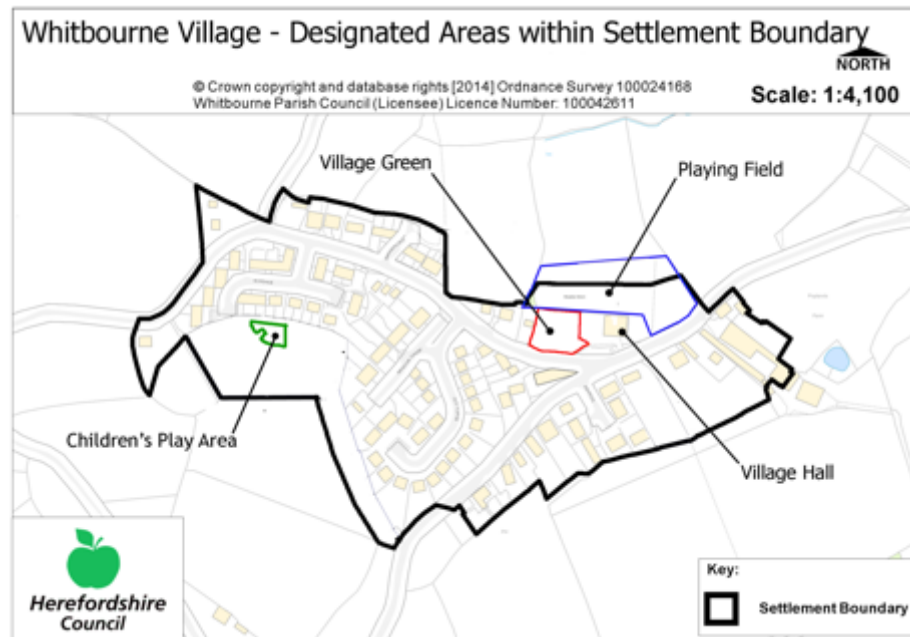 Whitbourne Village - Designated Areas within Settlement Boundary
NORTH
© Crown copyright and database rights [2014] Ordnance Survey 100024168
Whitbourne Parish Council (Licensee) Licence Number: 100042611
Scale: 1:4,100
Village Green
Playing Field
Children's Play Area
Village Hall
Herefordshire
Council
Key:
Settlement Boundary